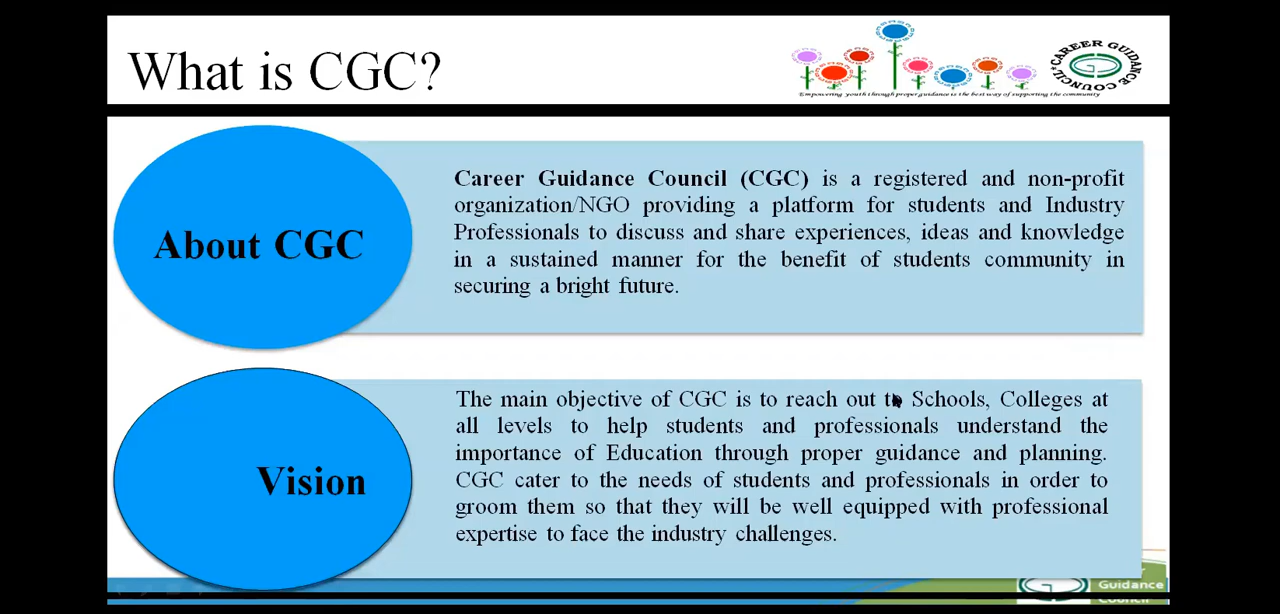 What is CGC?
CAREER GUIDANCE COUNCIL
Empowering youth through proper guidance is the best way of supporting the community
About CGC
Career Guidance Council (CGC) is a registered and non-profit
organization/NGO providing a platform for students and Industry
Professionals to discuss and share experiences, ideas and knowledge
in a sustained manner for the benefit of students community in
securing a bright future.
Vision
The main objective of CGC is to reach out to Schools, Colleges at
all levels to help students and professionals understand the
importance of Education through proper guidance and planning.
CGC cater to the needs of students and professionals in order to
groom them so that they will be well equipped with professional
expertise to face the industry challenges.
Guidance